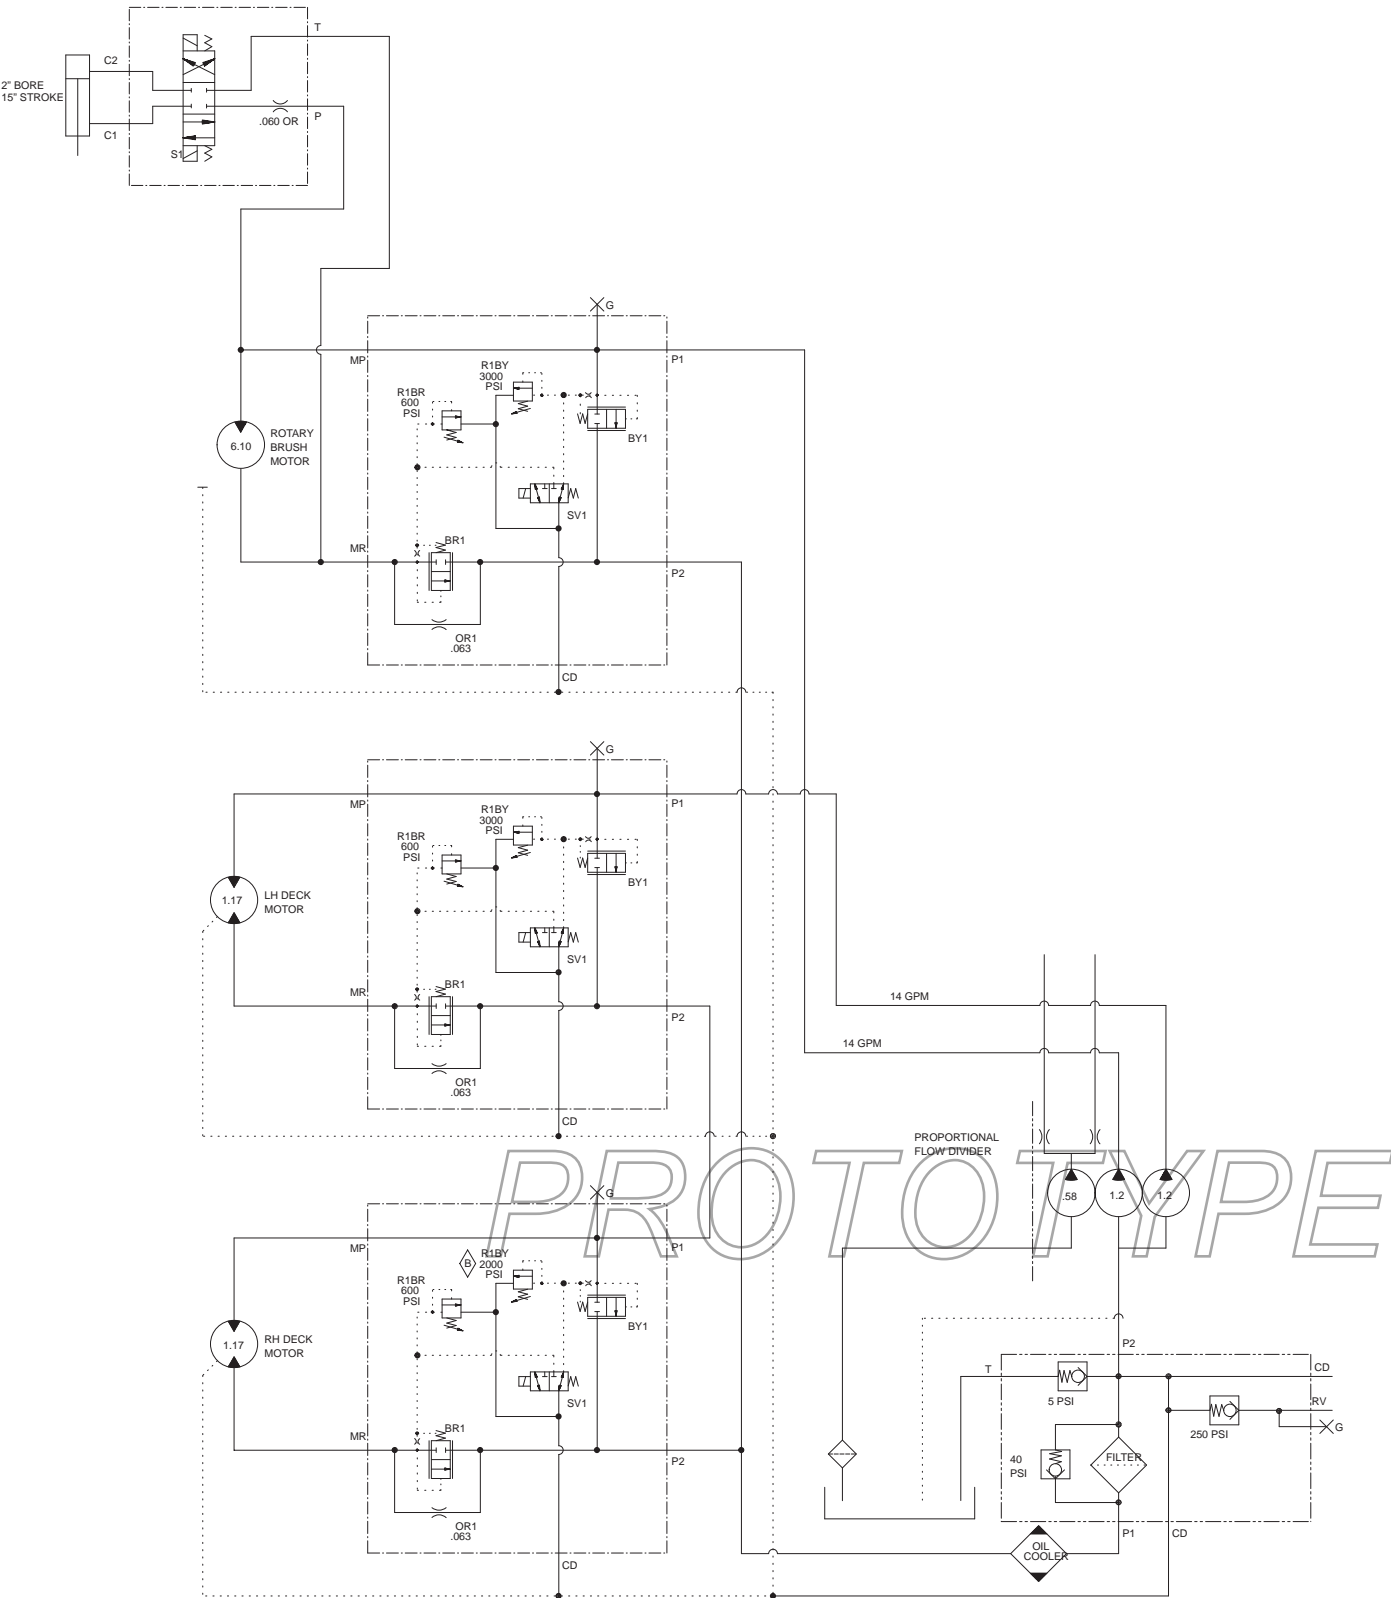 T
C2
2" BORE
15" STROKE
.060 OR
P
C1
S1
G
MP
P1
R1BY
3000
PSI
R1BR
600
PSI
BY1
6.10
ROTARY
BRUSH
MOTOR
SV1
MR
BR1
P2
OR1
.063
CD
G
MP
P1
R1BY
3000
PSI
R1BR
600
PSI
BY1
1.17
LH DECK
MOTOR
SV1
MR
BR1
P2
OR1
.063
CD
14 GPM
14 GPM
PROPORTIONAL
FLOW DIVIDER
PROTOTYPE
.58
1.2
1.2
G
MP
P1
B
R1BY
2000
PSI
R1BR
600
PSI
BY1
1.17
RH DECK
MOTOR
SV1
MR
BR1
P2
OR1
.063
CD
P2
T
CD
5 PSI
RV
G
250 PSI
40
PSI
FILTER
P1
CD
OIL
COOLER